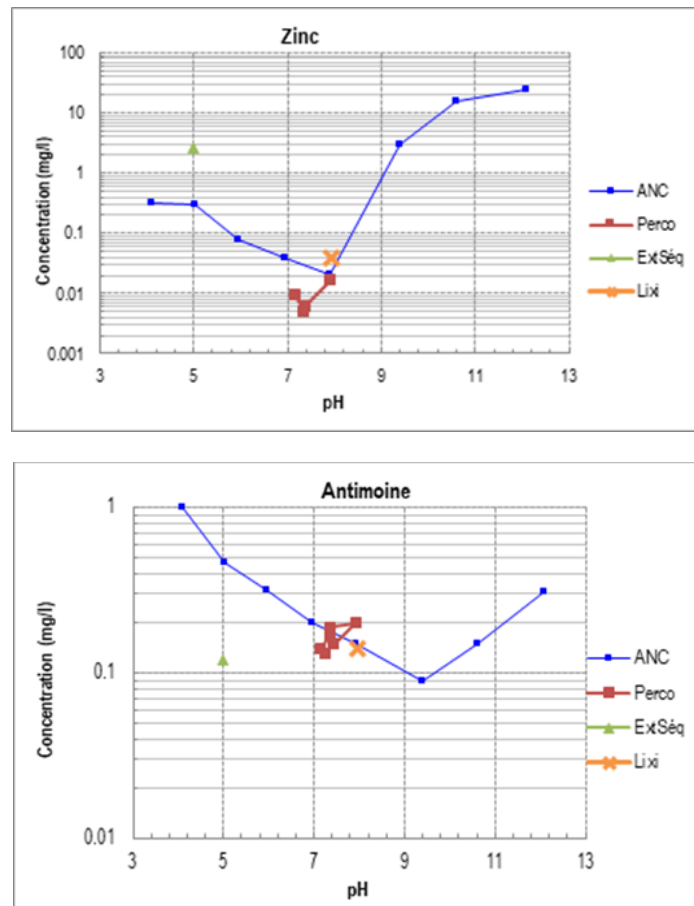 Zinc
Concentration (mg/l)
100
10
1
0.1
0.01
0.001
3 5 7 9 11 13
pH
ANC
Perco
ExtSéq
Lixi
Antimoine
Concentration (mg/l)
1
0.1
0.01
3 5 7 9 11 13
pH
ANC
Perco
ExtSéq
Lixi